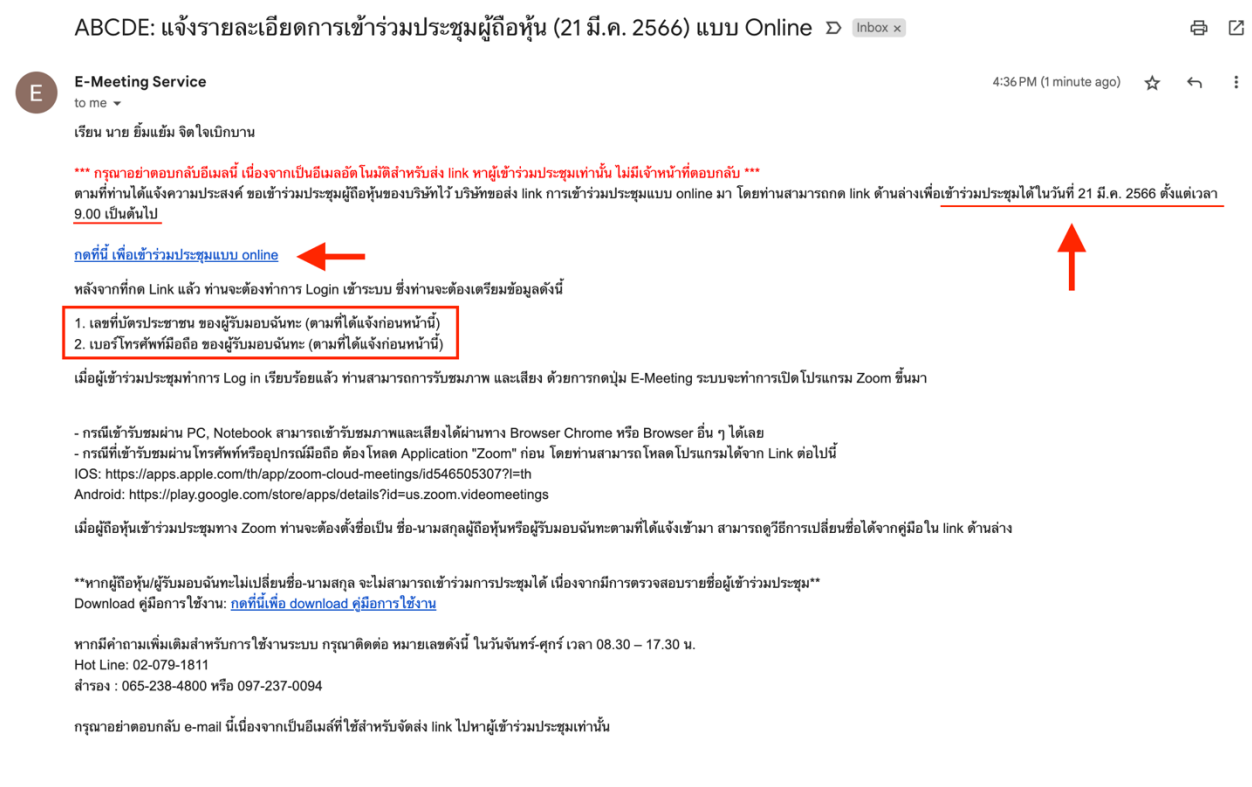 ABCDE: แจ้งรายละเอียดการเข้าร่วมประชุมผู้ถือหุ้น (21 มี.ค. 2566) แบบ Online Inbox x
E
E-Meeting Service
4:36 PM (1 minute ago)
to me
เรียน นาย ยิ้มแย้ม จิตใจเบิกบาน
*** กรุณาอย่าตอบกลับอีเมลนี้ เนื่องจากเป็นอีเมลอัตโนมัติสำหรับส่ง link หาผู้เข้าร่วมประชุมเท่านั้น ไม่มีเจ้าหน้าที่ตอบกลับ ***
ตามที่ท่านได้แจ้งความประสงค์ ขอเข้าร่วมประชุมผู้ถือหุ้นของบริษัทไว้ บริษัทขอส่ง link การเข้าร่วมประชุมแบบ online มา โดยท่านสามารถกด link ด้านล่างเพื่อเข้าร่วมประชุมได้ในวันที่ 21 มี.ค. 2566 ตั้งแต่เวลา
9.00 เป็นต้นไป
กดที่นี้ เพื่อเข้าร่วมประชุมแบบ online
หลังจากที่กด Link แล้ว ท่านจะต้องทำการ Login เข้าระบบ ซึ่งท่านจะต้องเตรียมข้อมูลดังนี้
1. เลขที่บัตรประชาชน ของผู้รับมอบฉันทะ (ตามที่ได้แจ้งก่อนหน้านี้)
2. เบอร์โทรศัพท์มือถือ ของผู้รับมอบฉันทะ (ตามที่ได้แจ้งก่อนหน้านี้)
เมื่อผู้เข้าร่วมประชุมทำการ Log in เรียบร้อยแล้ว ท่านสามารถการรับชมภาพ และเสียง ด้วยการกดปุ่ม E-Meeting ระบบจะทำการเปิดโปรแกรม Zoom ขึ้นมา
- กรณีเข้ารับชมผ่าน PC, Notebook สามารถเข้ารับชมภาพและเสียงได้ผ่านทาง Browser Chrome หรือ Browser อื่น ๆ ได้เลย
- กรณีที่เข้ารับชมผ่านโทรศัพท์หรืออุปกรณ์มือถือ ต้องโหลด Application "Zoom" ก่อน โดยท่านสามารถโหลดโปรแกรมได้จาก Link ต่อไปนี้
IOS: https://apps.apple.com/th/app/zoom-cloud-meetings/id546505307?l=th
Android: https://play.google.com/store/apps/details?id=us.zoom.videomeetings
เมื่อผู้ถือหุ้นเข้าร่วมประชุมทาง Zoom ท่านจะต้องตั้งชื่อเป็น ชื่อ-นามสกุลผู้ถือหุ้นหรือผู้รับมอบฉันทะตามที่ได้แจ้งเข้ามา สามารถดูวีธีการเปลี่ยนชื่อได้จากคู่มือใน link ด้านล่าง
**หากผู้ถือหุ้น/ผู้รับมอบฉันทะไม่เปลี่ยนชื่อ-นามสกุล จะไม่สามารถเข้าร่วมการประชุมได้ เนื่องจากมีการตรวจสอบรายชื่อผู้เข้าร่วมประชุม**
Download คู่มือการใช้งาน: กดที่นี้เพื่อ download คู่มือการใช้งาน
หากมีคำถามเพิ่มเติมสำหรับการใช้งานระบบ กรุณาติดต่อ หมายเลขดังนี้ ในวันจันทร์-ศุกร์ เวลา 08.30 – 17.30 น.
Hot Line: 02-079-1811
สำรอง : 065-238-4800 หรือ 097-237-0094
กรุณาอย่าตอบกลับ e-mail นี้เนื่องจากเป็นอีเมล์ที่ใช้สำหรับจัดส่ง link ไปหาผู้เข้าร่วมประชุมเท่านั้น